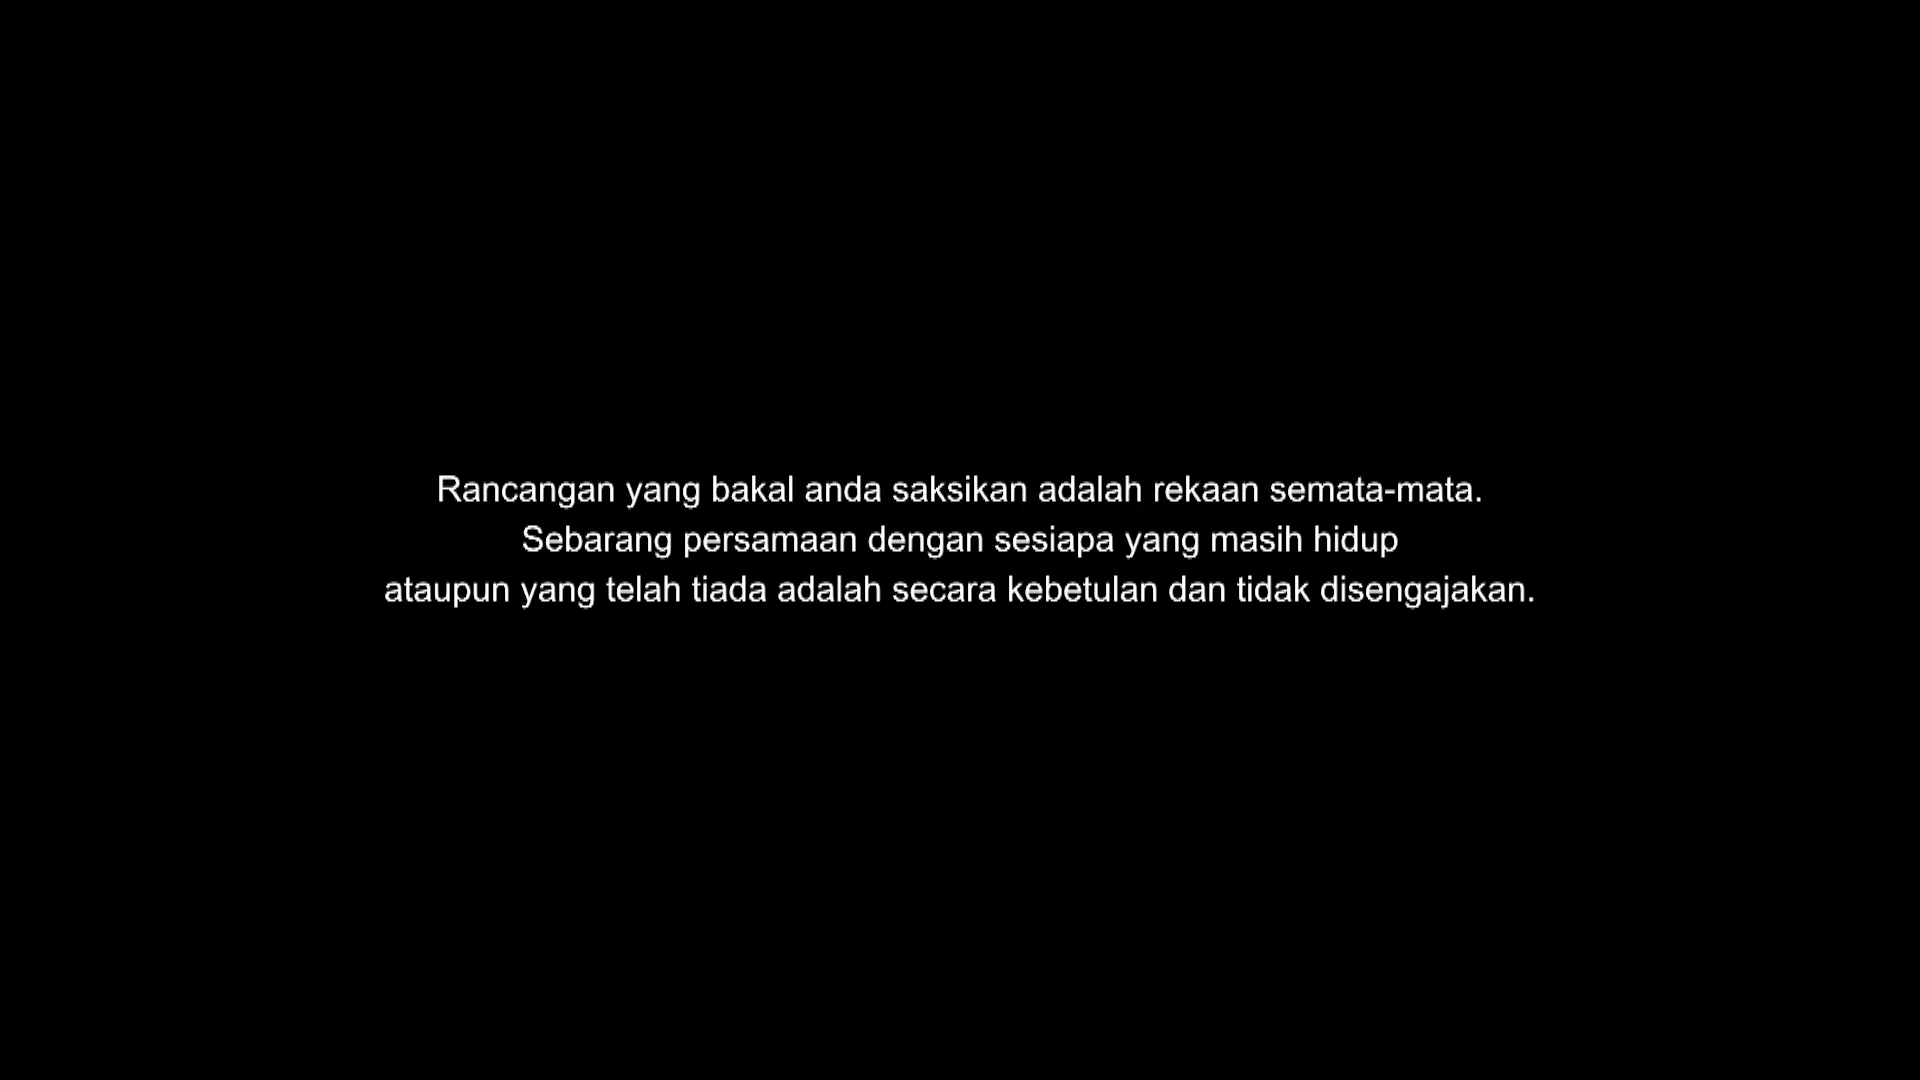 Rancangan yang bakal anda saksikan adalah rekaan semata-mata.
Sebarang persamaan dengan sesiapa yang masih hidup
ataupun yang telah tiada adalah secara kebetulan dan tidak disengajakan.